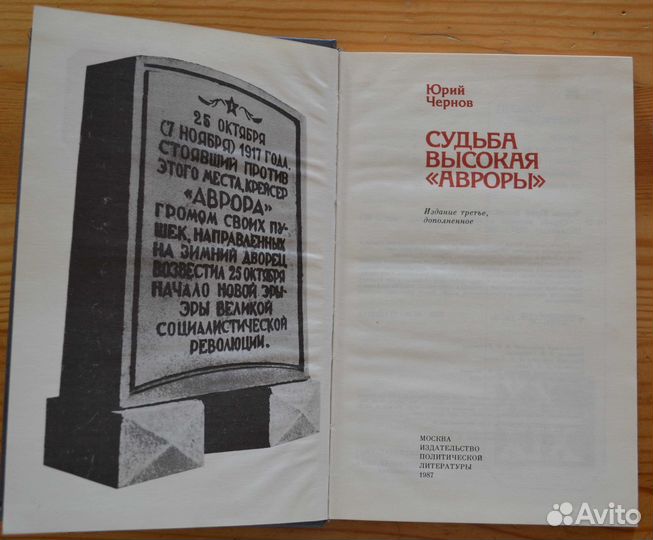 25 ОКТЯБРЯ
(7 НОЯБРЯ) 1917 ГОДА,
СТОЯВШИЙ ПРОТИВ
ЭТОГО МЕСТА, КРЕЙСЕР
«АВРОРА»
ГРОМОМ СВОИХ ПУ-
ШЕК, НАПРАВЛЕННЫХ
НА ЗИМНИЙ ДВОРЕЦ
ВОЗВЕСТИЛ 25 ОКТЯБРЯ
НАЧАЛО НОВОЙ ЭРЫ-
ЭРЫ ВЕЛИКОЙ
СОЦИАЛИСТИЧЕСКОЙ
РЕВОЛЮЦИИ.
Юрий
Чернов
СУДЬБА
ВЫСОКАЯ
«АВРОРЫ»
Издание третье,
дополненное
МОСКВА
ИЗДАТЕЛЬСТВО
ПОЛИТИЧЕСКОЙ
ЛИТЕРАТУРЫ
1987
Avito